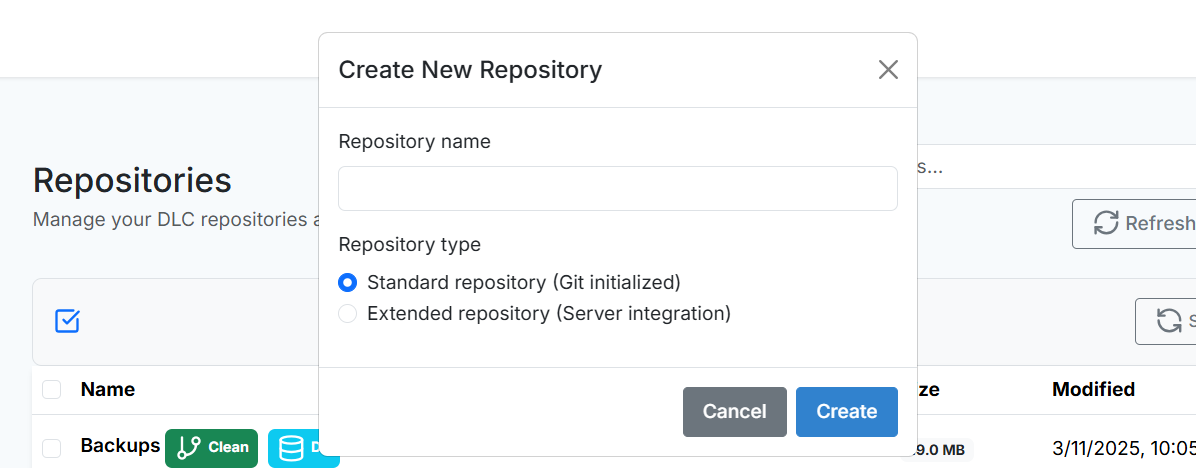 Create New Repository
Repository name
Repositories
s...
Manage your DLC repositories
Refresh
Repository type
Standard repository (Git initialized)
Extended repository (Server integration)
Name
Modified
Cancel
Create
Backups
Clean
9.0 MB
3/11/2025, 10:05